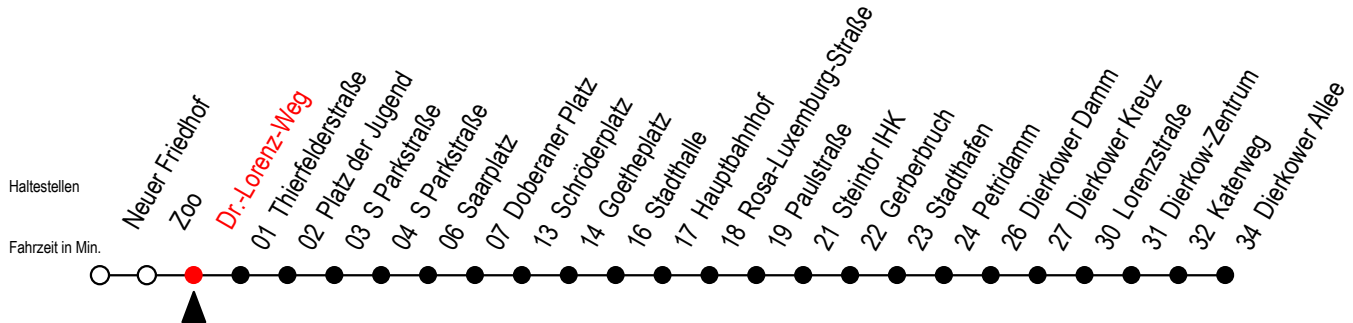 Haltestellen
Fahrzeit in Min.
Neuer Friedhof
Zoo
Dr.-Lorenz-Weg
01 Thierfelderstraße
02 Platz der Jugend
03 S Parkstraße
04 S Parkstraße
06 Saarplatz
07 Doberaner Platz
13 Schröderplatz
14 Goetheplatz
16 Stadthalle
17 Hauptbahnhof
18 Rosa-Luxemburg-Straße
19 Paulstraße
21 Steintor IHK
22 Gerberbruch
23 Stadthafen
24 Petridamm
26 Dierkower Damm
27 Dierkower Kreuz
30 Lorenzstraße
31 Dierkow-Zentrum
32 Katerweg
34 Dierkower Allee